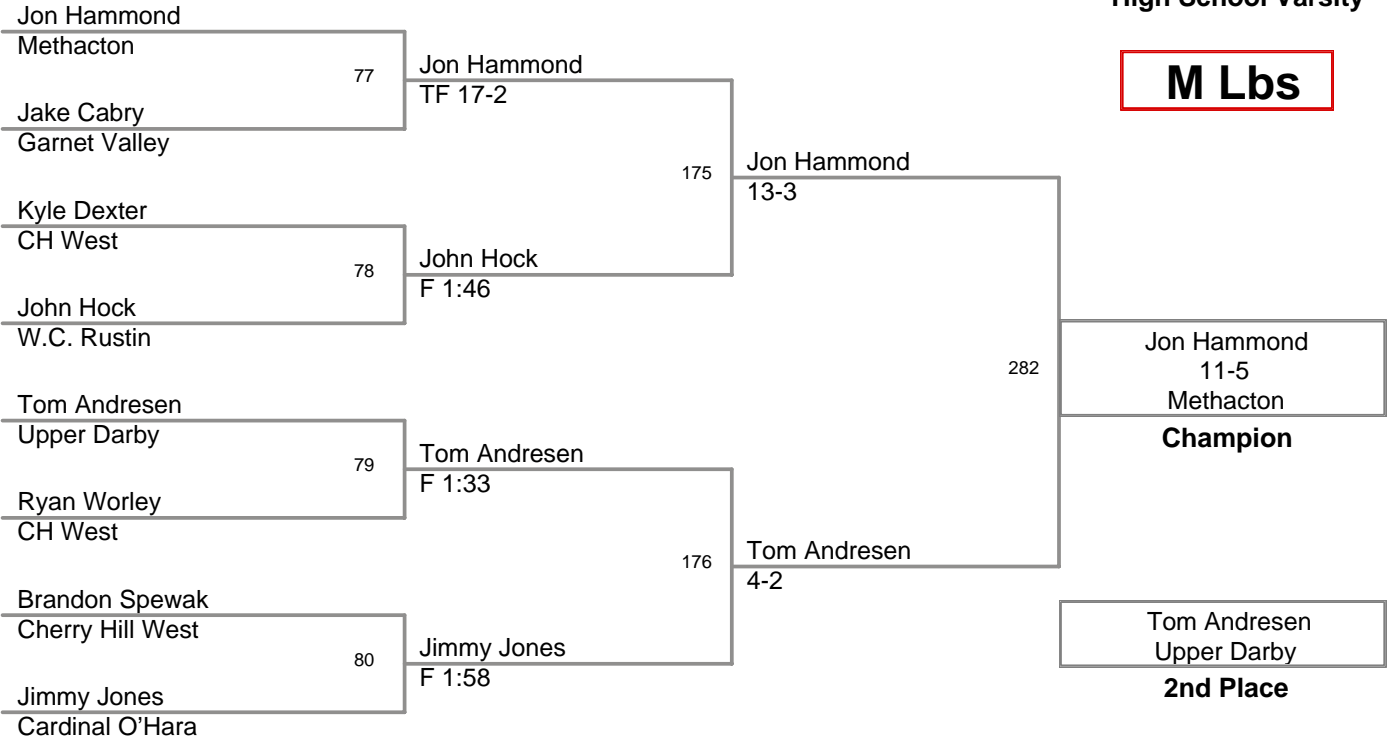 High School Varsity
M Lbs
Jon Hammond
Methacton
77
Jake Cabry
Garnet Valley
Kyle Dexter
CH West
78
John Hock
W.C. Rustin
Tom Andresen
Upper Darby
79
Ryan Worley
CH West
Brandon Spewak
Cherry Hill West
80
Jimmy Jones
Cardinal O'Hara
Jon Hammond
TF 17-2
175
John Hock
F 1:46
Tom Andresen
F 1:33
176
Jimmy Jones
F 1:58
Jon Hammond
13-3
282
Tom Andresen
4-2
Jon Hammond
11-5
Methacton
Champion
Tom Andresen
Upper Darby
2nd Place